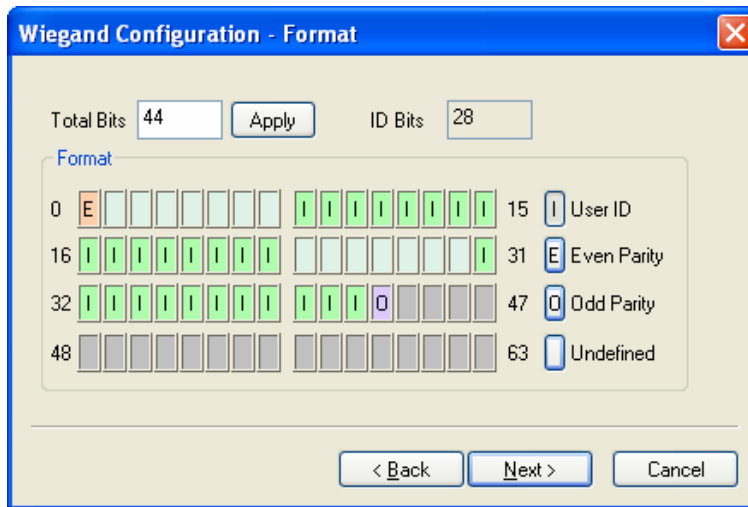 Wiegand Configuration - Format
Total Bits 44 Apply ID Bits 28
Format
0 E I I I I I I I I 15 I User ID
16 I I I I I I I I I 31 E Even Parity
32 I I I I I I I I I I I O 47 O Odd Parity
48 63 Undefined
< Back Next > Cancel